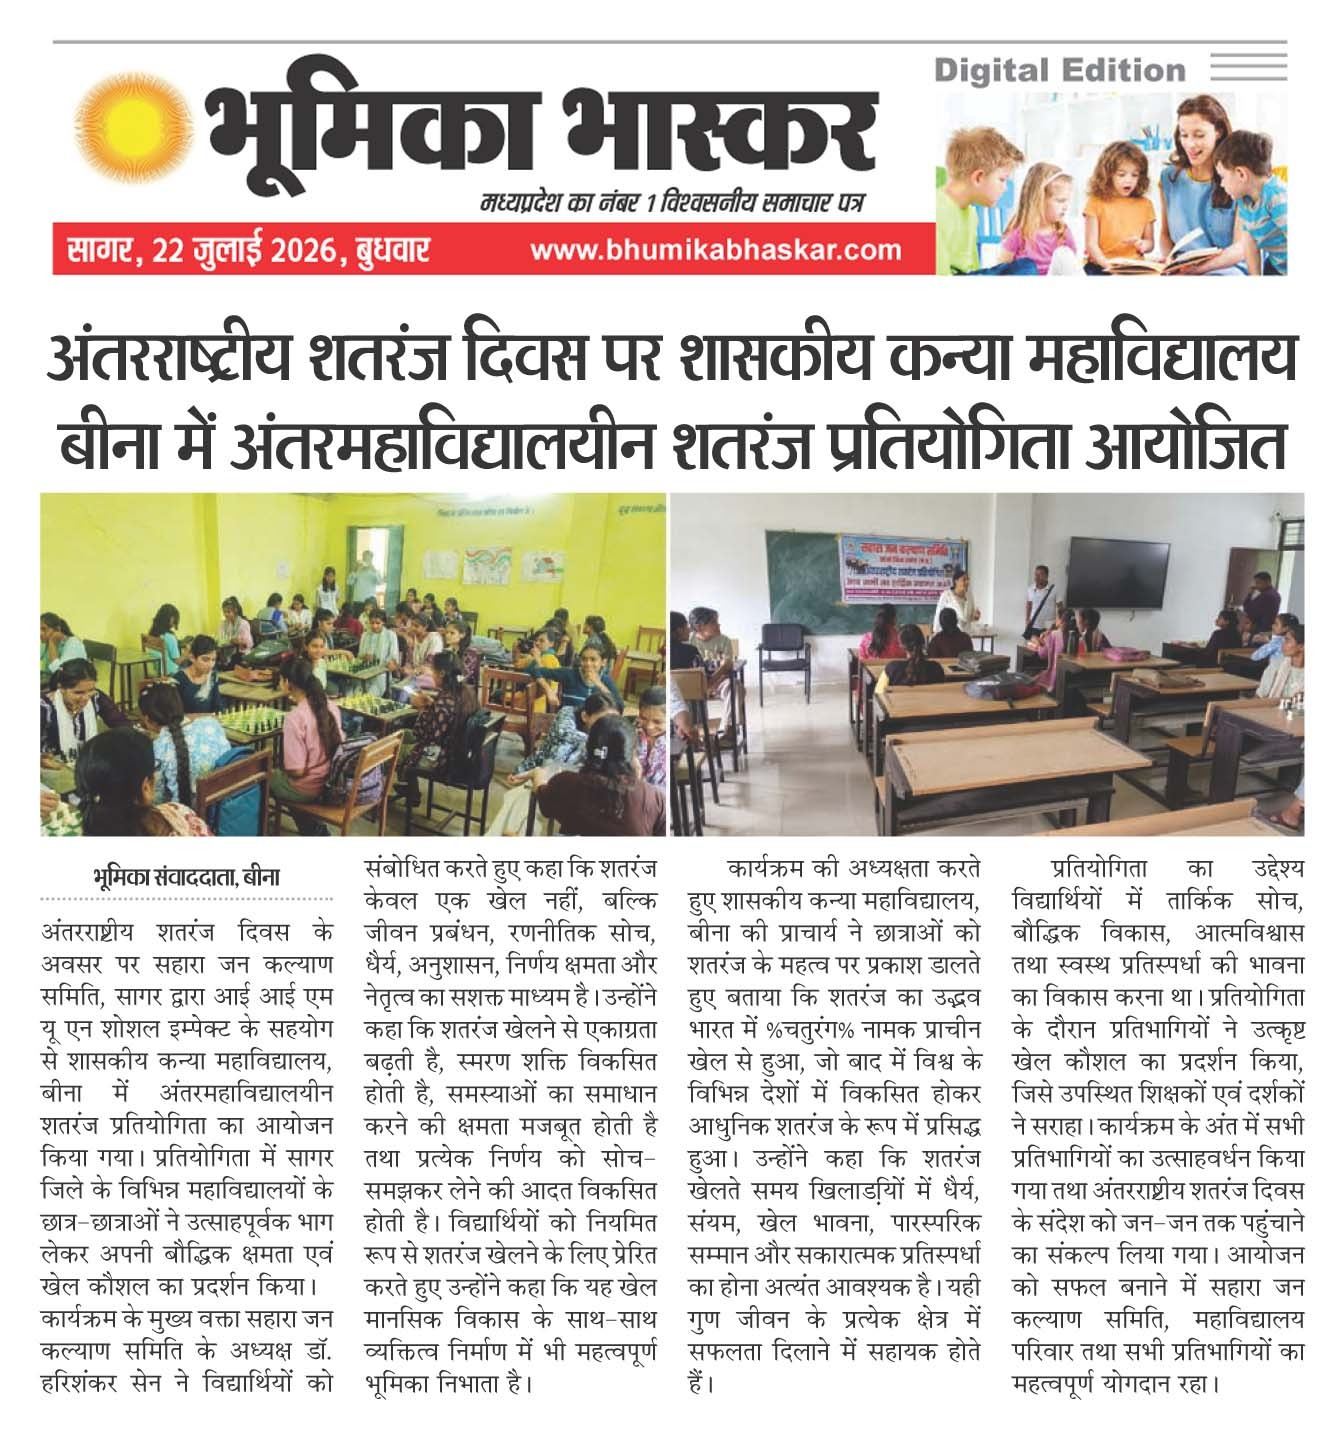 Digital Edition
भूमिका भास्कर
मध्यप्रदेश का नंबर 1 विश्वसनीय समाचार पत्र
सागर, 22 जुलाई 2026, बुधवार
www.bhumikabhaskar.com
अंतरराष्ट्रीय शतरंज दिवस पर शासकीय कन्या महाविद्यालय
बीना में अंतरमहाविद्यालयीन शतरंज प्रतियोगिता आयोजित
सहारा जन कल्याण समिति
भूमिका संवाददाता, बीना
अंतरराष्ट्रीय शतरंज दिवस के
अवसर पर सहारा जन कल्याण
समिति, सागर द्वारा आई आई एम
यू एन शोशल इम्पेक्ट के सहयोग
से शासकीय कन्या महाविद्यालय,
बीना में अंतरमहाविद्यालयीन
शतरंज प्रतियोगिता का आयोजन
किया गया। प्रतियोगिता में सागर
जिले के विभिन्न महाविद्यालयों के
छात्र-छात्राओं ने उत्साहपूर्वक भाग
लेकर अपनी बौद्धिक क्षमता एवं
खेल कौशल का प्रदर्शन किया।
कार्यक्रम के मुख्य वक्ता सहारा जन
कल्याण समिति के अध्यक्ष डॉ.
हरिशंकर सेन ने विद्यार्थियों को
संबोधित करते हुए कहा कि शतरंज
केवल एक खेल नहीं, बल्कि
जीवन प्रबंधन, रणनीतिक सोच,
धैर्य, अनुशासन, निर्णय क्षमता और
नेतृत्व का सशक्त माध्यम है। उन्होंने
कहा कि शतरंज खेलने से एकाग्रता
बढ़ती है, स्मरण शक्ति विकसित
होती है, समस्याओं का समाधान
करने की क्षमता मजबूत होती है
तथा प्रत्येक निर्णय को सोच-
समझकर लेने की आदत विकसित
होती है। विद्यार्थियों को नियमित
रूप से शतरंज खेलने के लिए प्रेरित
करते हुए उन्होंने कहा कि यह खेल
मानसिक विकास के साथ-साथ
व्यक्तित्व निर्माण में भी महत्वपूर्ण
भूमिका निभाता है।
कार्यक्रम की अध्यक्षता करते
हुए शासकीय कन्या महाविद्यालय,
बीना की प्राचार्य ने छात्राओं को
शतरंज के महत्व पर प्रकाश डालते
हुए बताया कि शतरंज का उद्भव
भारत में %चतुरंग% नामक प्राचीन
खेल से हुआ, जो बाद में विश्व के
विभिन्न देशों में विकसित होकर
आधुनिक शतरंज के रूप में प्रसिद्ध
हुआ। उन्होंने कहा कि शतरंज
खेलते समय खिलाडिय़ों में धैर्य,
संयम, खेल भावना, पारस्परिक
सम्मान और सकारात्मक प्रतिस्पर्धा
का होना अत्यंत आवश्यक है। यही
गुण जीवन के प्रत्येक क्षेत्र में
सफलता दिलाने में सहायक होते
हैं।
प्रतियोगिता का उद्देश्य
विद्यार्थियों में तार्किक सोच,
बौद्धिक विकास, आत्मविश्वास
तथा स्वस्थ प्रतिस्पर्धा की भावना
का विकास करना था। प्रतियोगिता
के दौरान प्रतिभागियों ने उत्कृष्ट
खेल कौशल का प्रदर्शन किया,
जिसे उपस्थित शिक्षकों एवं दर्शकों
ने सराहा। कार्यक्रम के अंत में सभी
प्रतिभागियों का उत्साहवर्धन किया
गया तथा अंतरराष्ट्रीय शतरंज दिवस
के संदेश को जन-जन तक पहुंचाने
का संकल्प लिया गया। आयोजन
को सफल बनाने में सहारा जन
कल्याण समिति, महाविद्यालय
परिवार तथा सभी प्रतिभागियों का
महत्वपूर्ण योगदान रहा।